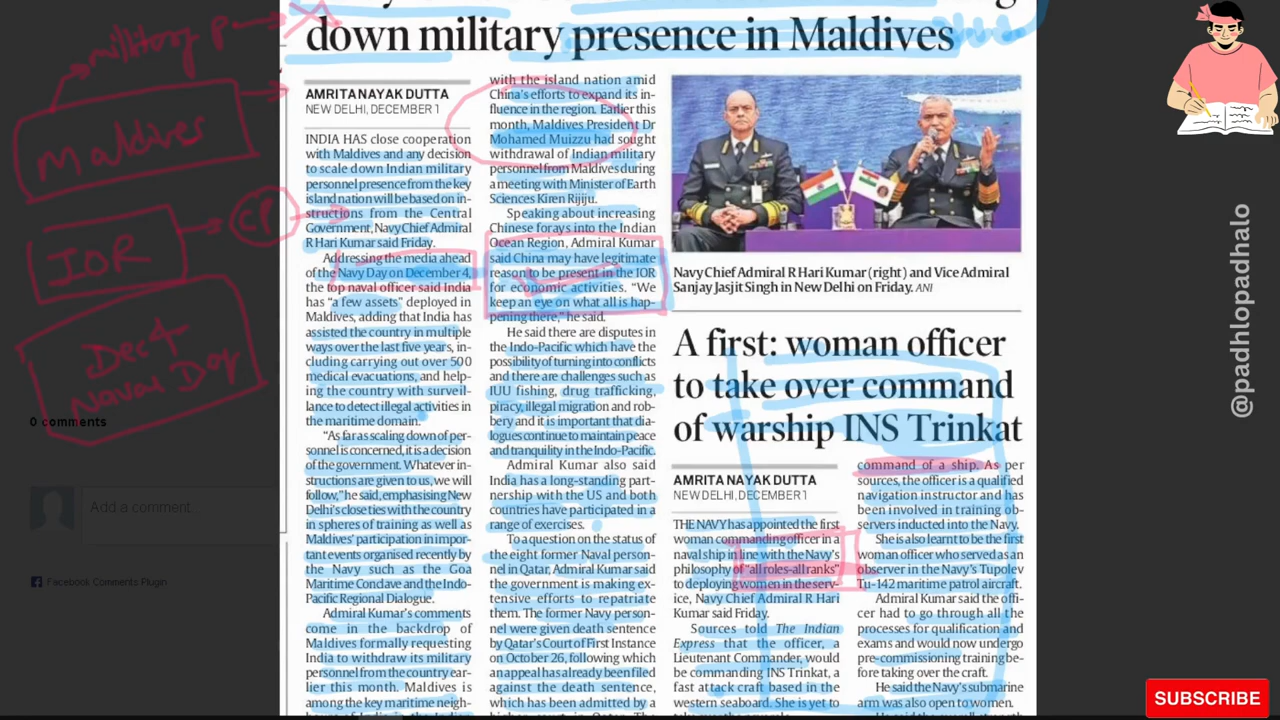 down military presence in Maldives
AMRITA NAYAK DUTTA
NEW DELHI, DECEMBER 1
INDIA HAS close cooperation
with Maldives and any decision
to scale down Indian military
personnel presence from the key
island nation will be based on in-
structions from the Central
Government, Navy Chief Admiral
R Hari Kumar said Friday.
Addressing the media ahead
of the Navy Day on December 4,
the top naval officer said India
has "a few assets" deployed in
Maldives, adding that India has
assisted the country in multiple
ways over the last five years, in-
cluding carrying out over 500
medical evacuations, and help-
ing the country with surveil-
lance to detect illegal activities in
the maritime domain.
"As far as scaling down of per-
sonnel is concerned, it is a decision
of the government. Whatever in-
structions are given to us, we will
follow," he said, emphasising New
Delhi's close ties with the country
in spheres of training as well as
Maldives' participation in impor-
tant events organised recently by
the Navy such as the Goa
Maritime Conclave and the Indo-
Pacific Regional Dialogue.
Admiral Kumar's comments
come in the backdrop of
Maldives formally requesting
India to withdraw its military
personnel from the country ear-
lier this month. Maldives is
among the key maritime neigh-
with the island nation amid
China's efforts to expand its in-
fluence in the region. Earlier this
month, Maldives President Dr
Mohamed Muizzu had sought
withdrawal of Indian military
personnel from Maldives during
a meeting with Minister of Earth
Sciences Kiren Rijiju.
Speaking about increasing
Chinese forays into the Indian
Ocean Region, Admiral Kumar
said China may have legitimate
reason to be present in the IOR
for economic activities. "We
keep an eye on what all is hap-
pening there," he said.
He said there are disputes in
the Indo-Pacific which have the
possibility of turning into conflicts
and there are challenges such as
IUU fishing, drug trafficking,
piracy, illegal migration and rob-
bery and it is important that dia-
logues continue to maintain peace
and tranquility in the Indo-Pacific.
Admiral Kumar also said
India has a long-standing part-
nership with the US and both
countries have participated in a
range of exercises.
To a question on the status of
the eight former Naval person-
nel in Qatar, Admiral Kumar said
the government is making ex-
tensive efforts to repatriate
them. The former Navy person-
nel were given death sentence
by Qatar's Court of First Instance
on October 26, following which
an appeal has already been filed
against the death sentence,
which has been admitted by a
Navy Chief Admiral R Hari Kumar (right) and Vice Admiral
Sanjay Jasjit Singh in New Delhi on Friday. ANI
A first: woman officer
to take over command
of warship INS Trinkat
AMRITA NAYAK DUTTA
NEW DELHI, DECEMBER 1
THE NAVY has appointed the first
woman commanding officer in a
naval ship in line with the Navy's
philosophy of "all roles-all ranks"
to deploying women in the serv-
ice, Navy Chief Admiral R Hari
Kumar said Friday.
Sources told The Indian
Express that the officer, a
Lieutenant Commander, would
be commanding INS Trinkat, a
fast attack craft based in the
western seaboard. She is yet to
command of a ship. As per
sources, the officer is a qualified
navigation instructor and has
been involved in training ob-
servers inducted into the Navy.
She is also learnt to be the first
woman officer who served as an
observer in the Navy's Tupolev
Tu-142 maritime patrol aircraft.
Admiral Kumar said the offi-
cer had to go through all the
processes for qualification and
exams and would now undergo
pre-commissioning training be-
fore taking over the craft.
He said the Navy's submarine
arm was also open to women.
military P
Maldives
IOR
CP
Dec 4
Naval Day
0 comments
Add a comment...
Facebook Comments Plugin
@padhlopadhalo
SUBSCRIBE